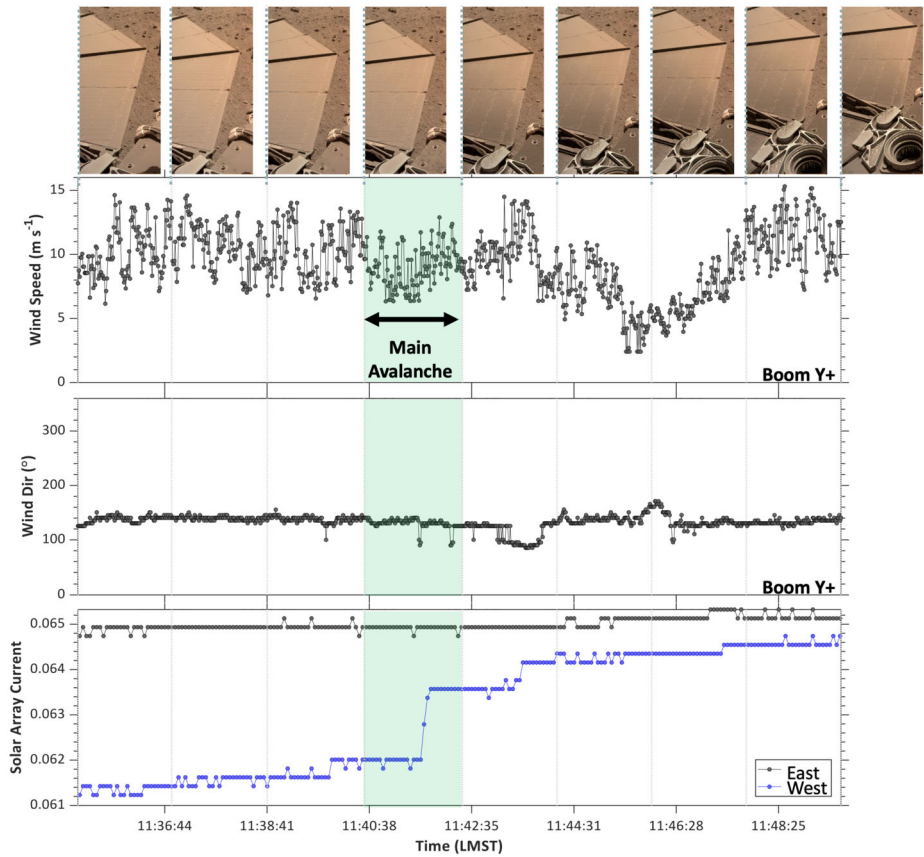 15
10
5
0
Wind Speed (m s-1)
Main
Avalanche
Boom Y+
300
200
100
0
Wind Dir (°)
Boom Y+
0.065
0.064
0.063
0.062
0.061
Solar Array Current
East
West
11:36:44 11:38:41 11:40:38 11:42:35 11:44:31 11:46:28 11:48:25
Time (LMST)